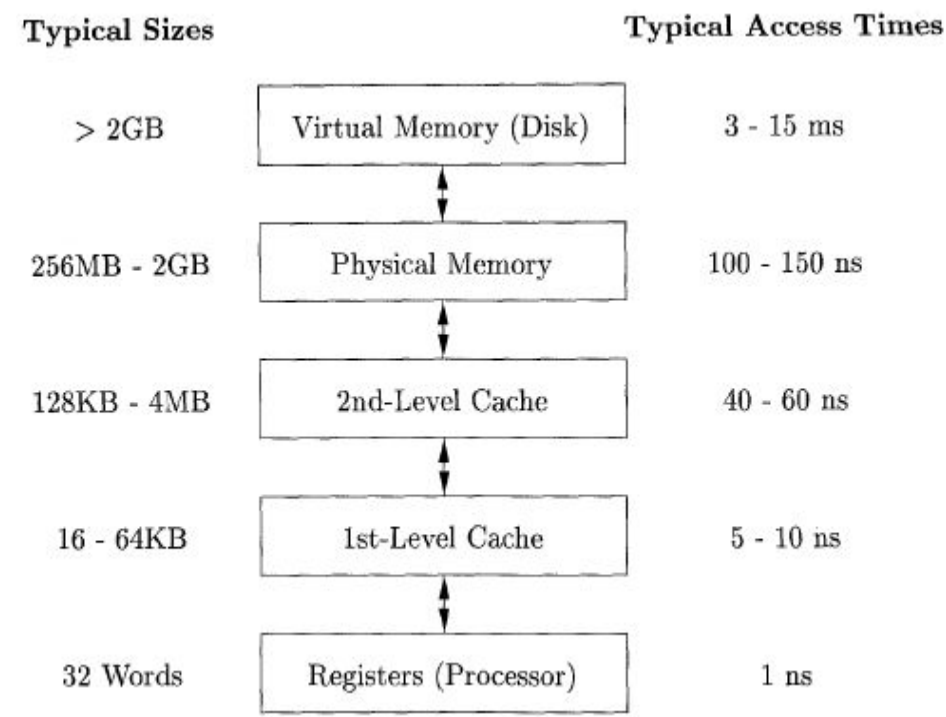 Typical Sizes Typical Access Times
> 2GB Virtual Memory (Disk) 3 - 15 ms
256MB - 2GB Physical Memory 100 - 150 ns
128KB - 4MB 2nd-Level Cache 40 - 60 ns
16 - 64KB 1st-Level Cache 5 - 10 ns
32 Words Registers (Processor) 1 ns